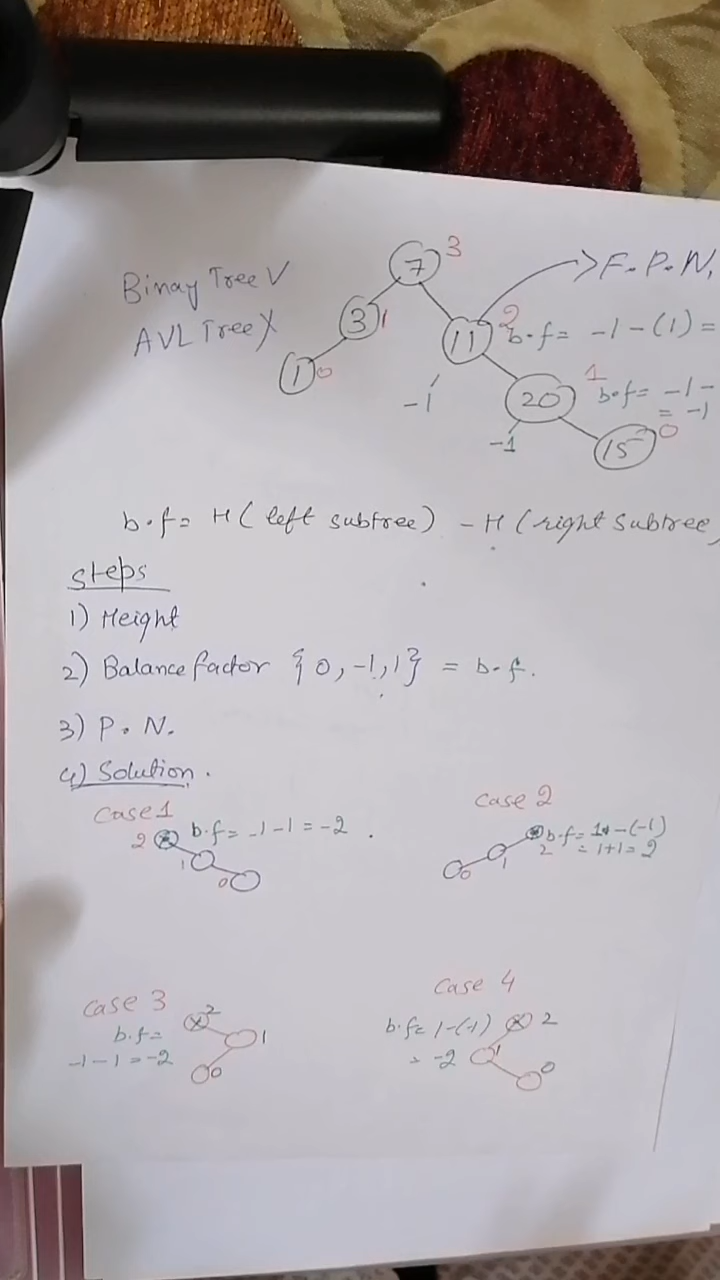 7 3
>F.P.N.
Binay Tree V
3 1
AVL Tree X
11 2 b.f= -1-(1) =
1 0
-1
20 1 b.f= -1-
= -1
-1
15 0
b.f= H(left subtree) - H(right subtree
steps
1) Height
2) Balance factor {0,-1,1} = b.f.
3) P.N.
4) Solution.
Case 1
2 b.f= -1-1=-2 .
1
0
Case 2
b.f= 1-(-1)
2 = 1+1=2
1
0
Case 3
2
b.f=
1
-1-1=-2
0
Case 4
b.f= 1-(-1) 2
= -2 1
0